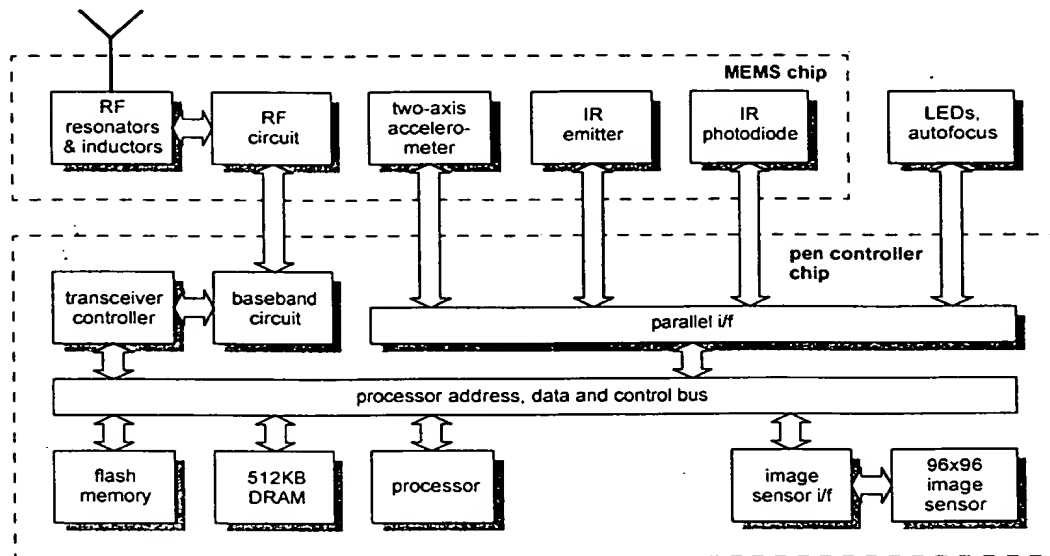 MEMS chip
RF
resonators
& inductors
RF
circuit
two-axis
accelero-
meter
IR
emitter
IR
photodiode
LEDs,
autofocus
pen controller
chip
transceiver
controller
baseband
circuit
parallel i/f
processor address, data and control bus
flash
memory
512KB
DRAM
processor
image
sensor i/f
96x96
image
sensor